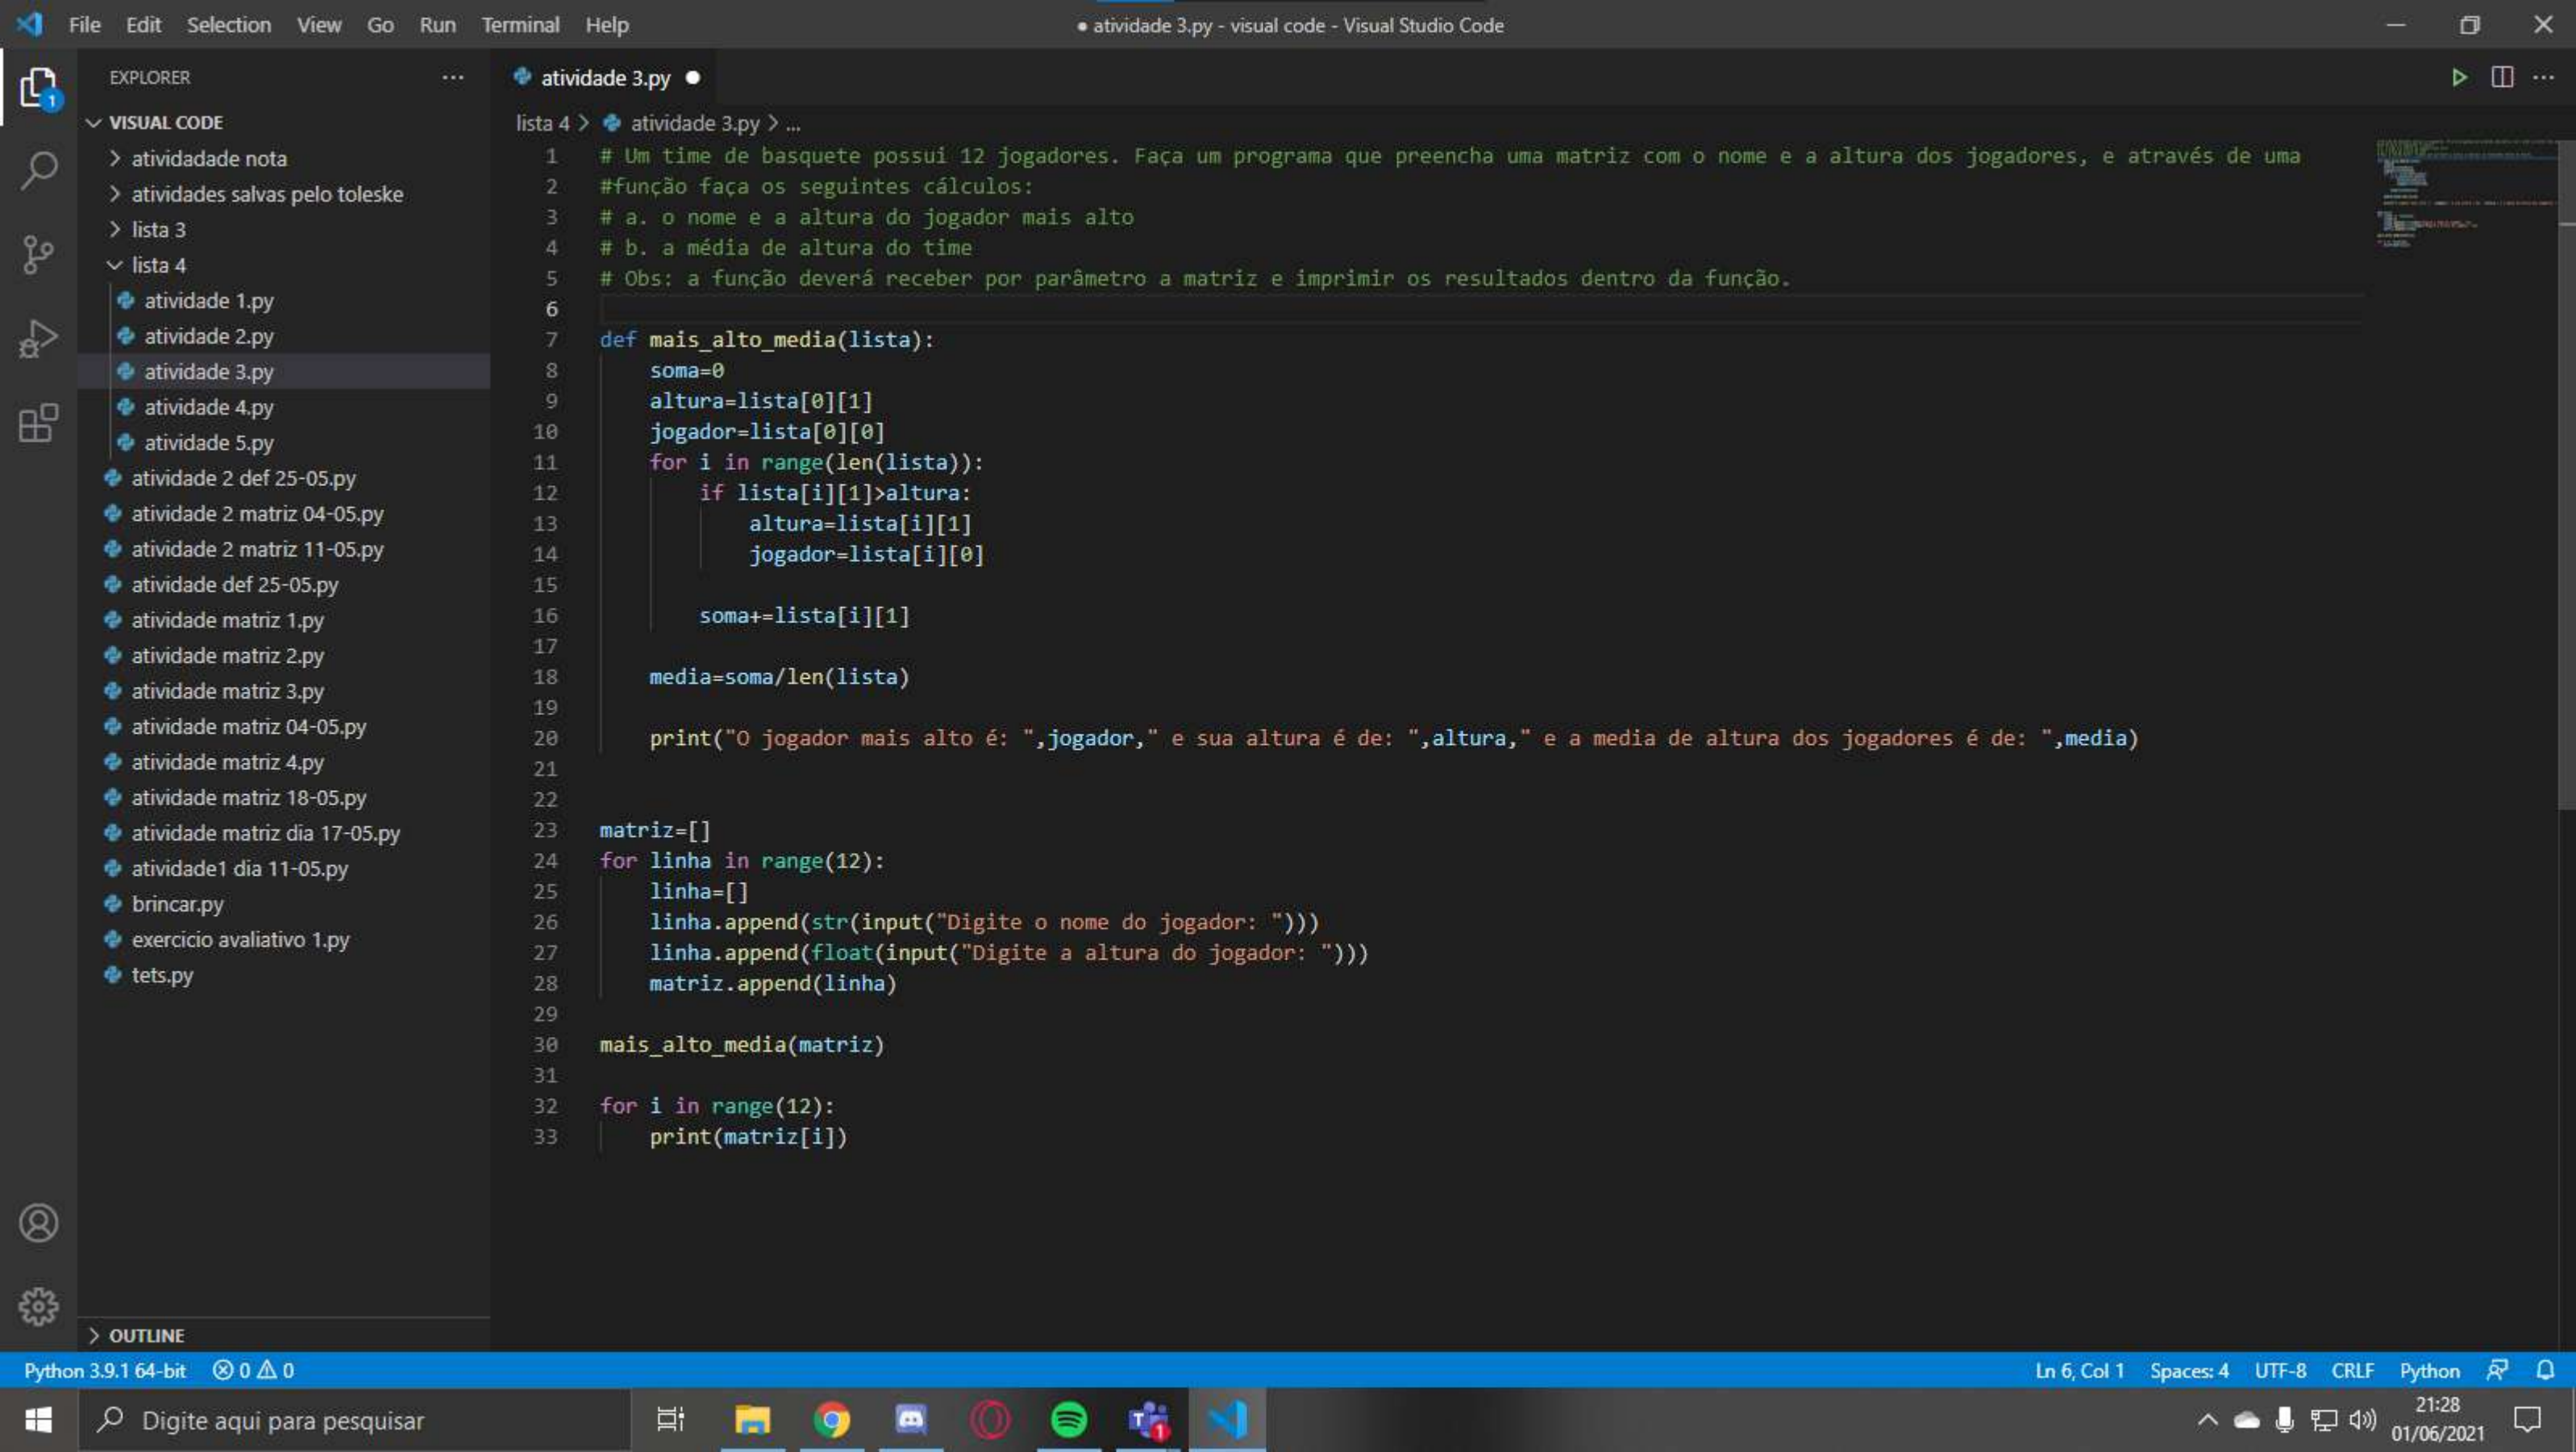 File Edit Selection View Go Run Terminal Help
● atividade 3.py - visual code - Visual Studio Code
1
EXPLORER ...
VISUAL CODE
atividadade nota
atividades salvas pelo toleske
lista 3
lista 4
atividade 1.py
atividade 2.py
atividade 3.py
atividade 4.py
atividade 5.py
atividade 2 def 25-05.py
atividade 2 matriz 04-05.py
atividade 2 matriz 11-05.py
atividade def 25-05.py
atividade matriz 1.py
atividade matriz 2.py
atividade matriz 3.py
atividade matriz 04-05.py
atividade matriz 4.py
atividade matriz 18-05.py
atividade matriz dia 17-05.py
atividade1 dia 11-05.py
brincar.py
exercicio avaliativo 1.py
tets.py
OUTLINE
atividade 3.py ●
lista 4 > atividade 3.py > ...
1 # Um time de basquete possui 12 jogadores. Faça um programa que preencha uma matriz com o nome e a altura dos jogadores, e através de uma
2 #função faça os seguintes cálculos:
3 # a. o nome e a altura do jogador mais alto
4 # b. a média de altura do time
5 # Obs: a função deverá receber por parâmetro a matriz e imprimir os resultados dentro da função.
6
7 def mais_alto_media(lista):
8     soma=0
9     altura=lista[0][1]
10     jogador=lista[0][0]
11     for i in range(len(lista)):
12         if lista[i][1]>altura:
13             altura=lista[i][1]
14             jogador=lista[i][0]
15
16         soma+=lista[i][1]
17
18     media=soma/len(lista)
19
20     print("O jogador mais alto é: ",jogador," e sua altura é de: ",altura," e a media de altura dos jogadores é de: ",media)
21
22
23 matriz=[]
24 for linha in range(12):
25     linha=[]
26     linha.append(str(input("Digite o nome do jogador: ")))
27     linha.append(float(input("Digite a altura do jogador: ")))
28     matriz.append(linha)
29
30 mais_alto_media(matriz)
31
32 for i in range(12):
33     print(matriz[i])
Python 3.9.1 64-bit 0 0
Ln 6, Col 1 Spaces: 4 UTF-8 CRLF Python
Digite aqui para pesquisar
1
21:28
01/06/2021